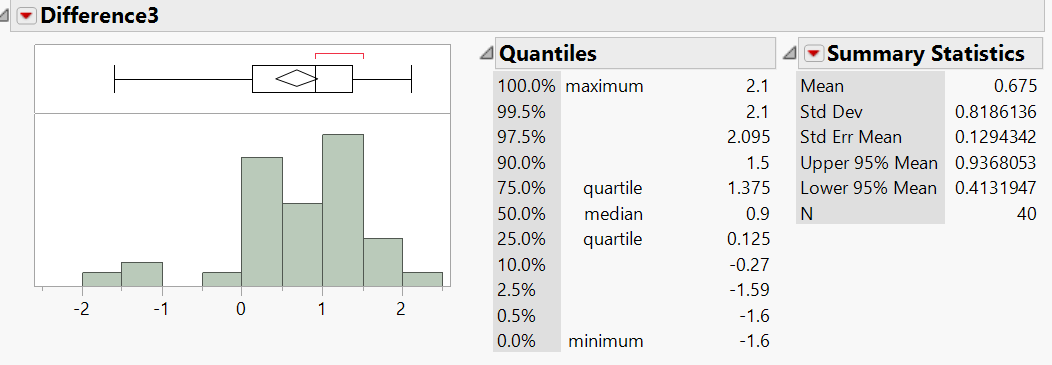 Difference3
-2 -1 0 1 2
Quantiles
100.0% maximum 2.1
99.5% 2.1
97.5% 2.095
90.0% 1.5
75.0% quartile 1.375
50.0% median 0.9
25.0% quartile 0.125
10.0% -0.27
2.5% -1.59
0.5% -1.6
0.0% minimum -1.6
Summary Statistics
Mean 0.675
Std Dev 0.8186136
Std Err Mean 0.1294342
Upper 95% Mean 0.9368053
Lower 95% Mean 0.4131947
N 40